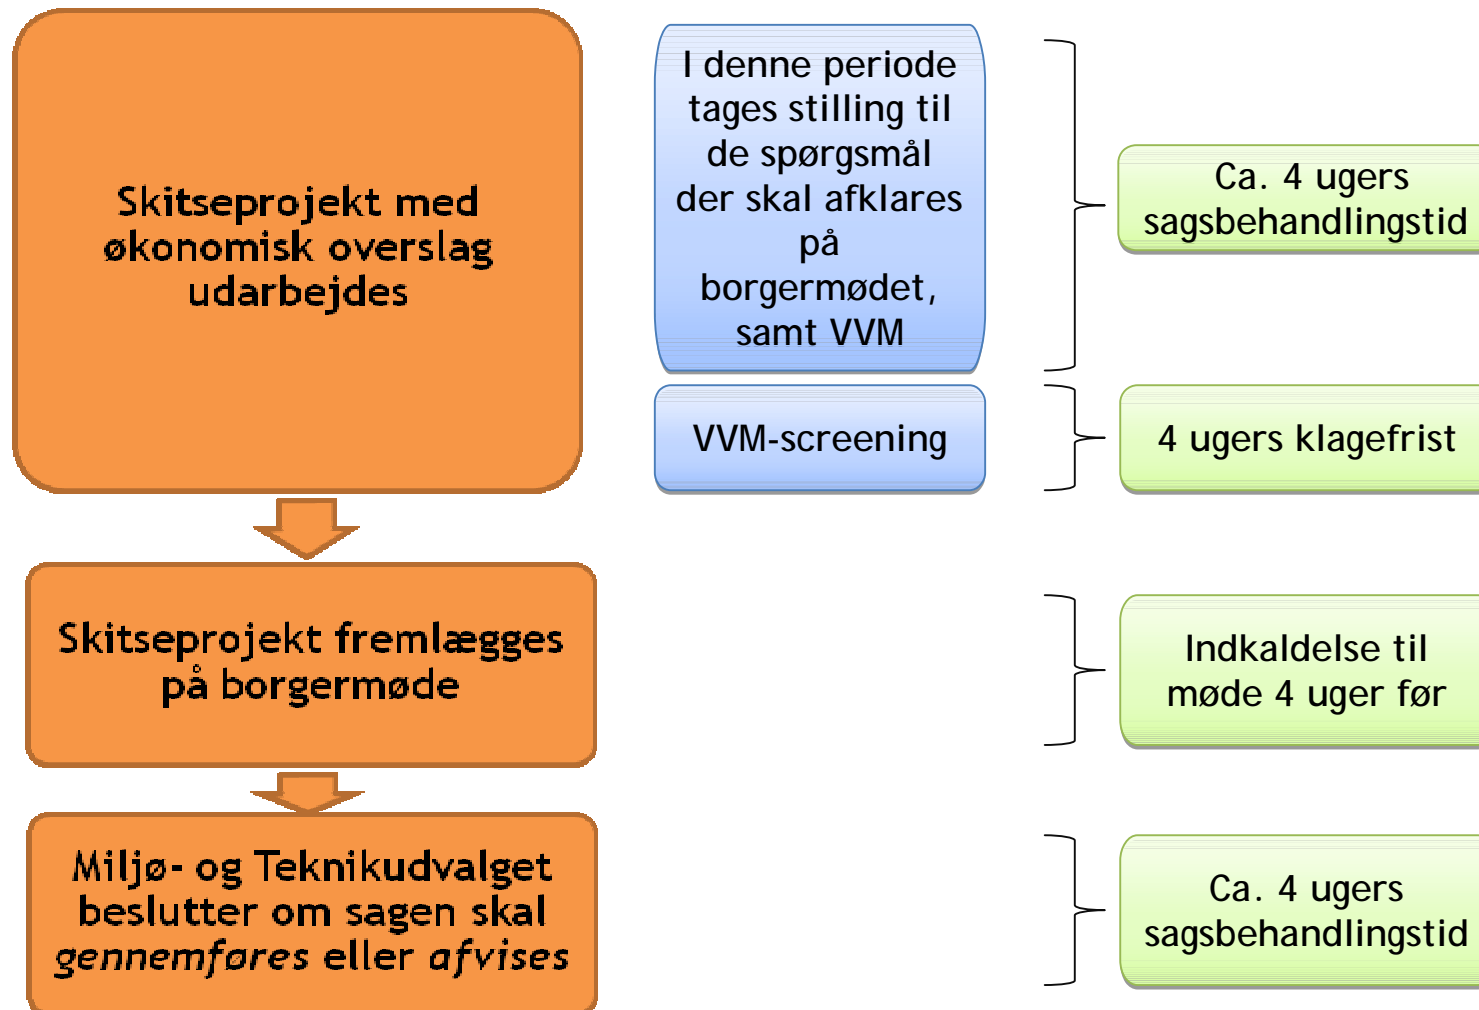 Skitseprojekt med
økonomisk overslag
udarbejdes
I denne periode
tages stilling til
de spørgsmål
der skal afklares
på
borgermødet,
samt VVM
Ca. 4 ugers
sagsbehandlingstid
VVM-screening
4 ugers klagefrist
Skitseprojekt fremlægges
på borgermøde
Indkaldelse til
møde 4 uger før
Miljø- og Teknikudvalget
beslutter om sagen skal
gennemføres eller afvises
Ca. 4 ugers
sagsbehandlingstid